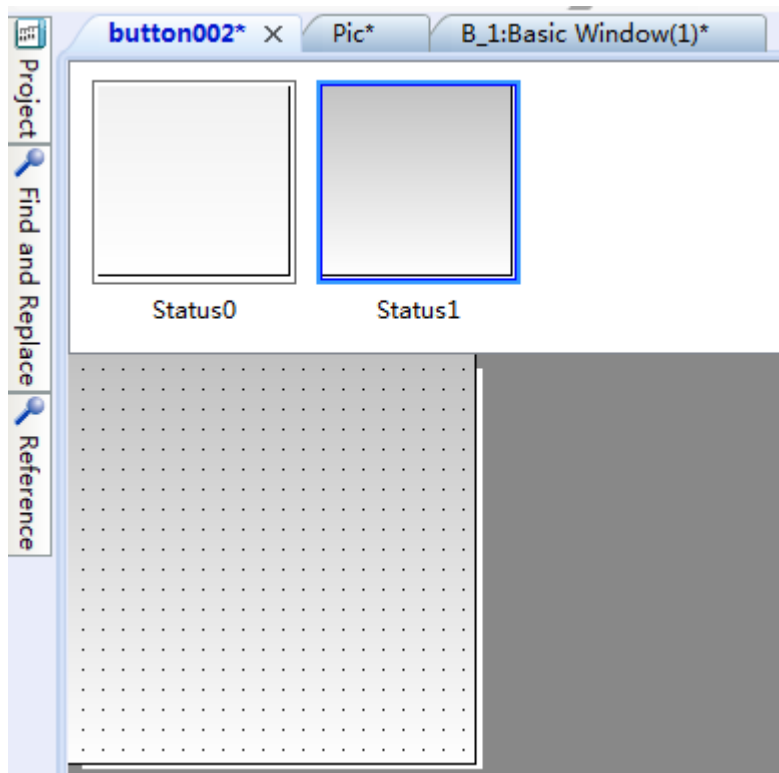 button002*
Pic*
B_1:Basic Window(1)*
Project
Find and Replace
Reference
Status0
Status1